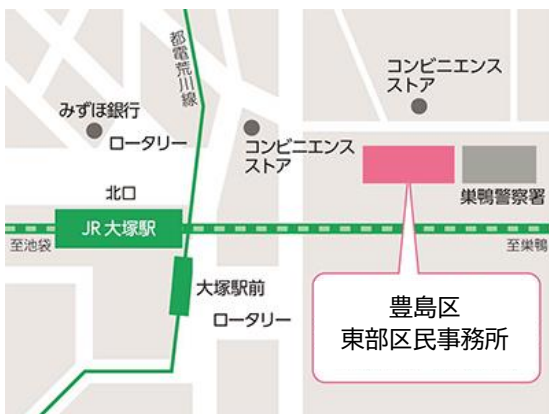 都電荒川線
コンビニエンス
ストア
みずほ銀行
ロータリー
コンビニエンス
ストア
北口
巣鴨警察署
JR 大塚駅
至池袋
至巣鴨
大塚駅前
ロータリー
豊島区
東部区民事務所